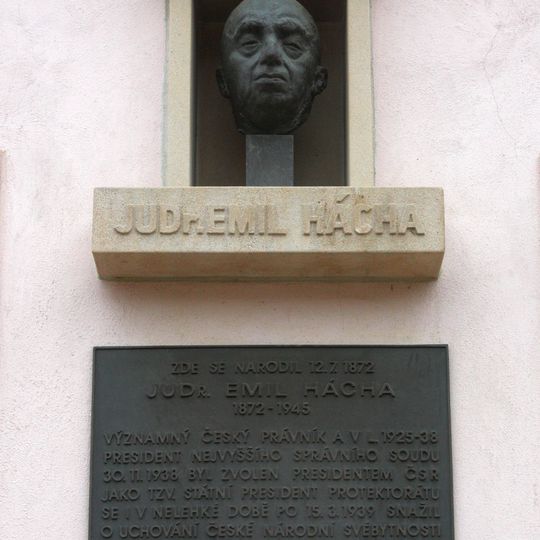 JUDr. EMIL HÁCHA
ZDE SE NARODIL 12.7.1872
JUDr. EMIL HÁCHA
1872-1945
VÝZNAMNÝ ČESKÝ PRÁVNÍK A V L. 1925-38
PRESIDENT NEJVYŠŠÍHO SPRÁVNÍHO SOUDU
30.11.1938 BYL ZVOLEN PRESIDENTEM ČSR
JAKO TZV. STÁTNÍ PRESIDENT PROTEKTORÁTU
SE I V NELEHKÉ DOBĚ PO 15.3.1939 SNAŽIL
O UCHOVÁNÍ ČESKÉ NÁRODNÍ SVÉBYTNOSTI